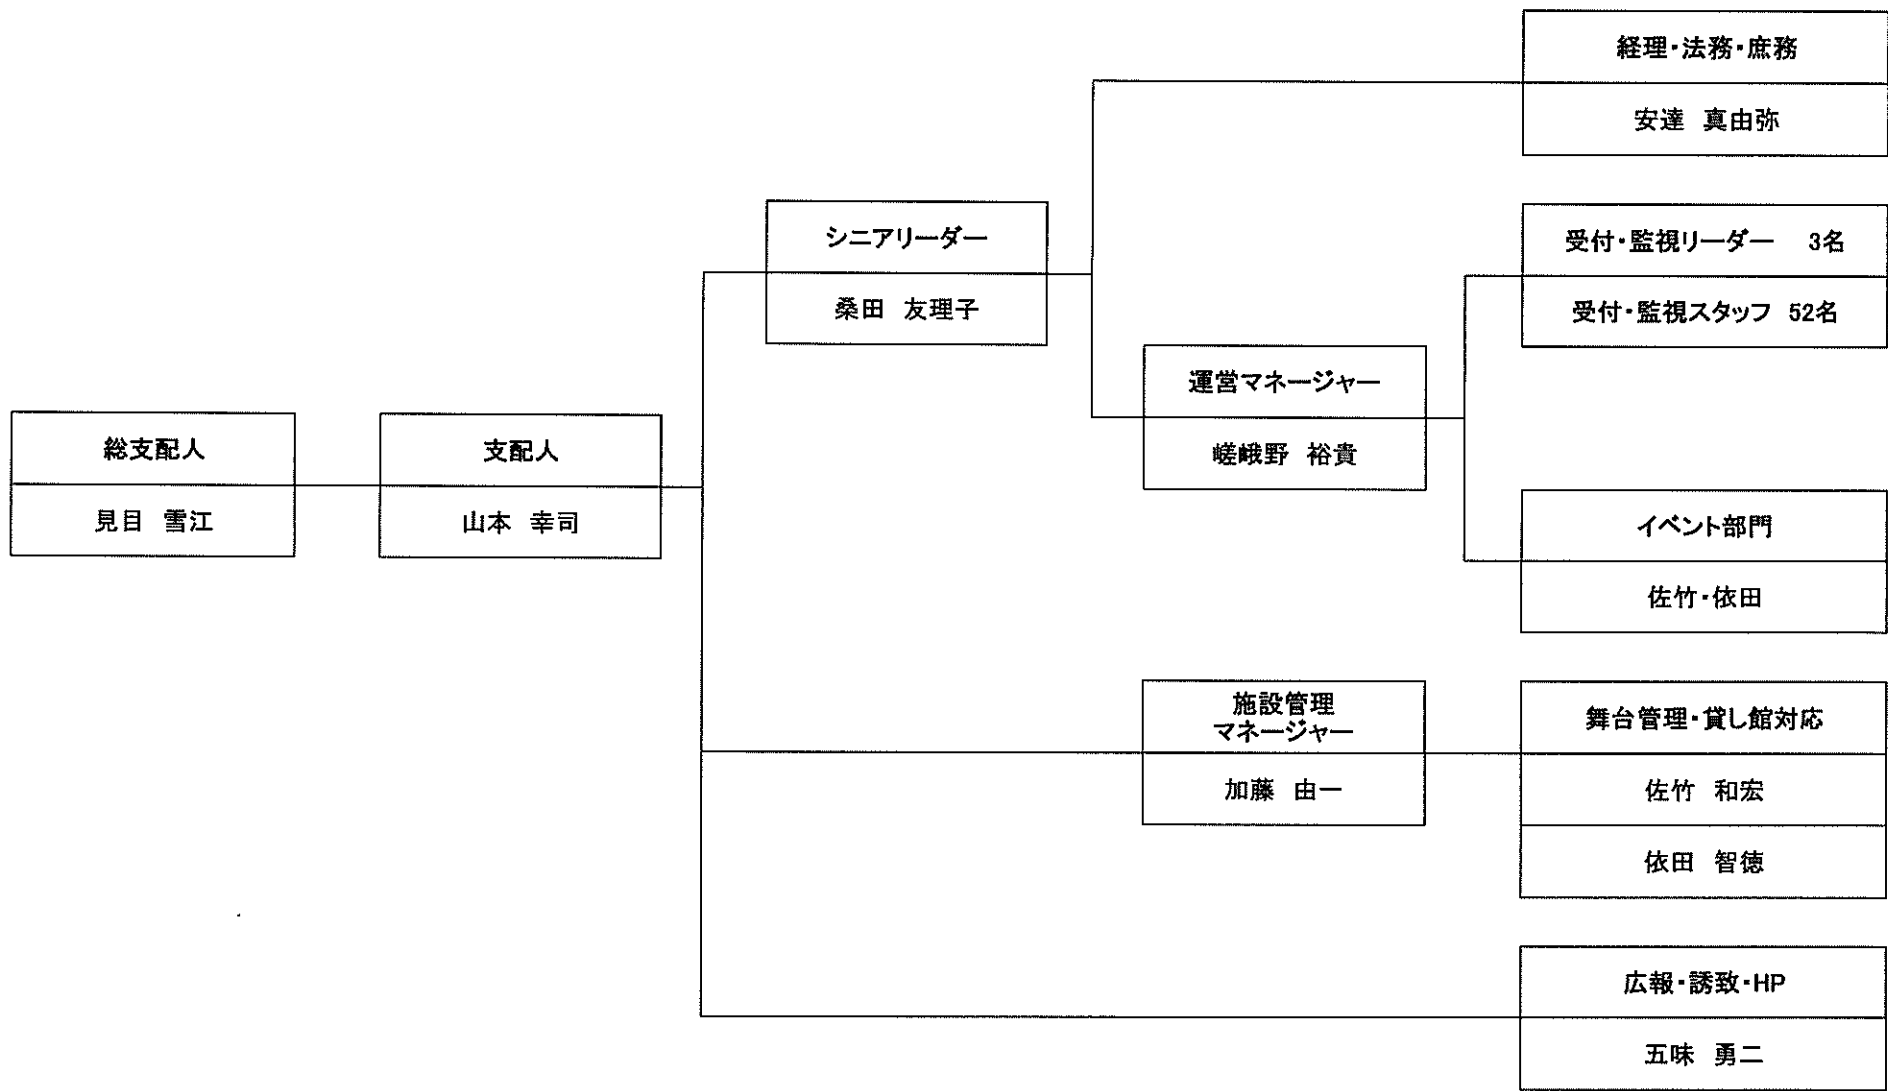 経理・法務・庶務
安達 真由弥
シニアリーダー
桑田 友理子
受付・監視リーダー 3名
受付・監視スタッフ 52名
運営マネージャー
嵯峨野 裕貴
総支配人
見目 雪江
支配人
山本 幸司
イベント部門
佐竹・依田
施設管理
マネージャー
加藤 由一
舞台管理・貸し館対応
佐竹 和宏
依田 智徳
広報・誘致・HP
五味 勇二